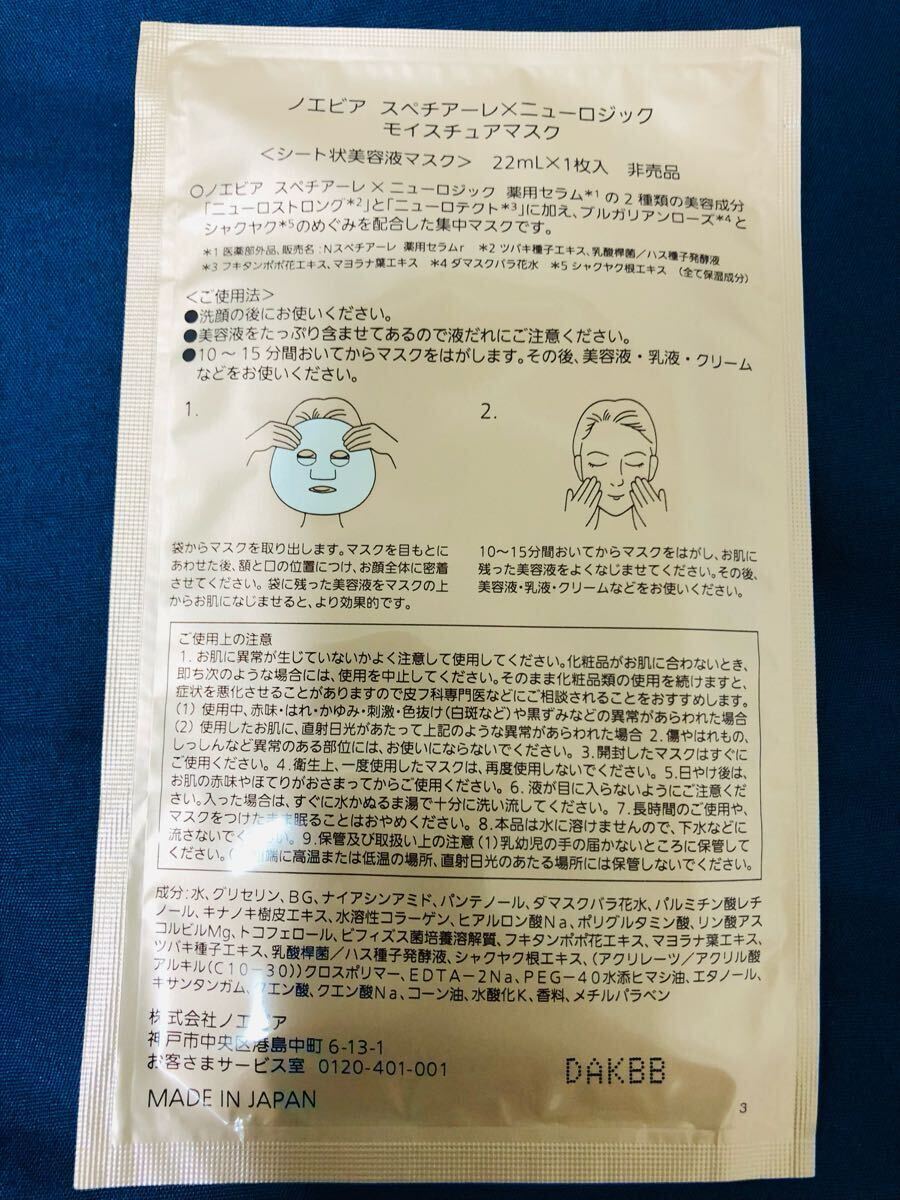 ノエビア スペチアーレ×ニューロジック
モイスチュアマスク
＜シート状美容液マスク＞ 22mL×1枚入 非売品
○ノエビア スペチアーレ×ニューロジック 薬用セラム*1の2種類の美容成分
「ニューロストロング*2」と「ニューロテクト*3」に加え、ブルガリアンローズ*4と
シャクヤク*5のめぐみを配合した集中マスクです。
*1 医薬部外品、販売名：Nスペチアーレ 薬用セラムr *2 ツバキ種子エキス、乳酸桿菌／ハス種子発酵液
*3 フキタンポポ花エキス、マヨラナ葉エキス *4 ダマスクバラ花水 *5 シャクヤク根エキス （全て保湿成分）
＜ご使用法＞
●洗顔の後にお使いください。
●美容液をたっぷり含ませてあるので液だれにご注意ください。
●10～15分間おいてからマスクをはがします。その後、美容液・乳液・クリーム
などをお使いください。
1.
2.
袋からマスクを取り出します。マスクを目もとに
あわせた後、額と口の位置につけ、お顔全体に密着
させてください。袋に残った美容液をマスクの上
からお肌になじませると、より効果的です。
10～15分間おいてからマスクをはがし、お肌に
残った美容液をよくなじませてください。その後、
美容液・乳液・クリームなどをお使いください。
ご使用上の注意
1. お肌に異常が生じていないかよく注意して使用してください。化粧品がお肌に合わないとき、
即ち次のような場合には、使用を中止してください。そのまま化粧品類の使用を続けますと、
症状を悪化させることがありますので皮フ科専門医などにご相談されることをおすすめします。
（1）使用中、赤味・はれ・かゆみ・刺激・色抜け（白斑など）や黒ずみなどの異常があらわれた場合
（2）使用したお肌に、直射日光があたって上記のような異常があらわれた場合 2. 傷やはれもの、
しっしんなど異常のある部位には、お使いにならないでください。3. 開封したマスクはすぐに
ご使用ください。4. 衛生上、一度使用したマスクは、再度使用しないでください。5. 日やけ後は、
お肌の赤味やほてりがおさまってからご使用ください。6. 液が目に入らないようにご注意くだ
さい。入った場合は、すぐに水かぬるま湯で十分に洗い流してください。7. 長時間のご使用や、
マスクをつけたまま眠ることはおやめください。8. 本品は水に溶けませんので、下水などに
流さないでください。9. 保管及び取扱い上の注意（1）乳幼児の手の届かないところに保管して
ください。端に高温または低温の場所、直射日光のあたる場所には保管しないでください。
成分：水、グリセリン、BG、ナイアシンアミド、パンテノール、ダマスクバラ花水、パルミチン酸レチ
ノール、キナノキ樹皮エキス、水溶性コラーゲン、ヒアルロン酸Na、ポリグルタミン酸、リン酸アス
コルビルMg、トコフェロール、ビフィズス菌培養溶解質、フキタンポポ花エキス、マヨラナ葉エキス、
ツバキ種子エキス、乳酸桿菌／ハス種子発酵液、シャクヤク根エキス、（アクリレーツ／アクリル酸
アルキル（C10－30））クロスポリマー、EDTA－2Na、PEG－40水添ヒマシ油、エタノール、
キサンタンガム、クエン酸、クエン酸Na、コーン油、水酸化K、香料、メチルパラベン
株式会社ノエビア
神戸市中央区港島中町 6-13-1
お客さまサービス室 0120-401-001
DAKBB
MADE IN JAPAN
3